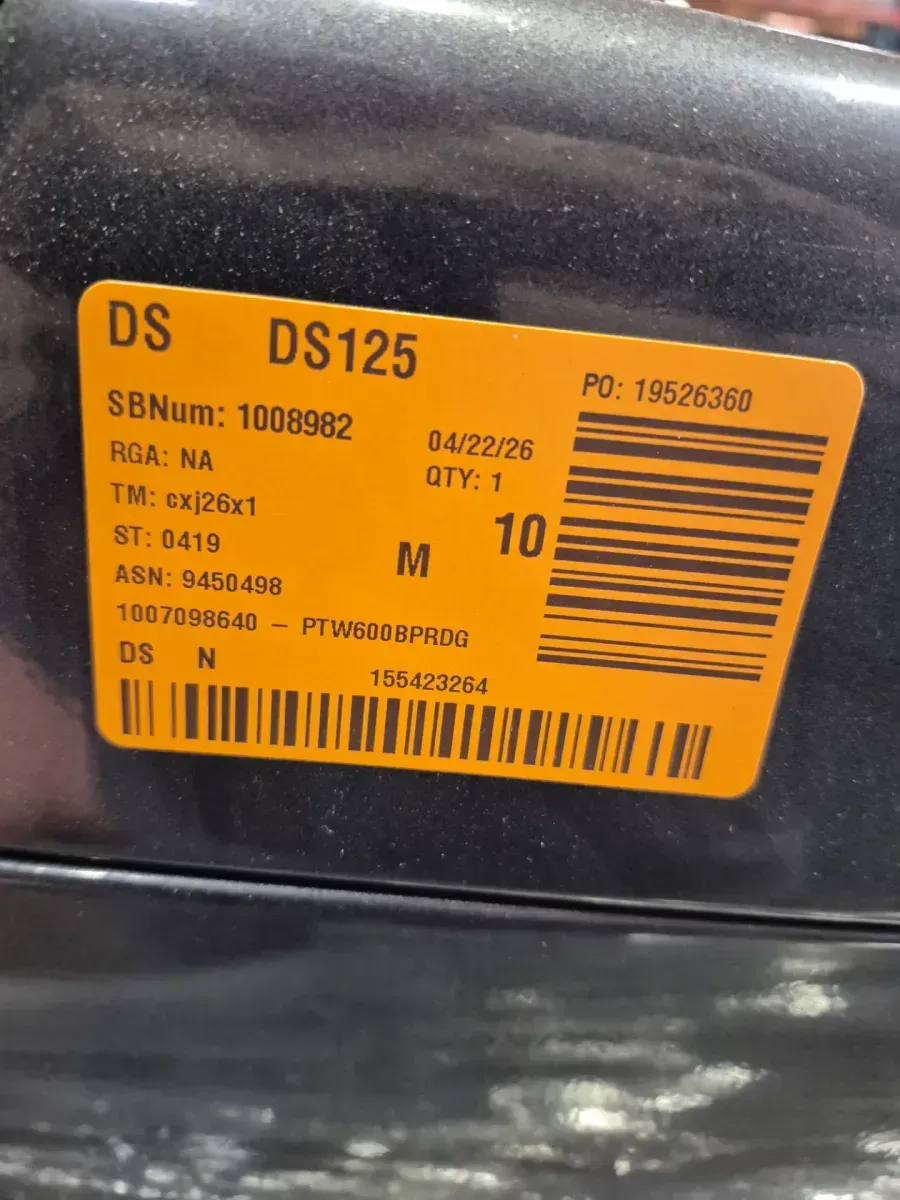 DS DS125
PO: 19526360
SBNum: 1008982
04/22/26
RGA: NA
QTY: 1
TM: cxj26x1
10
ST: 0419
M
ASN: 9450498
1007098640 - PTW600BPRDG
DS N
155423264